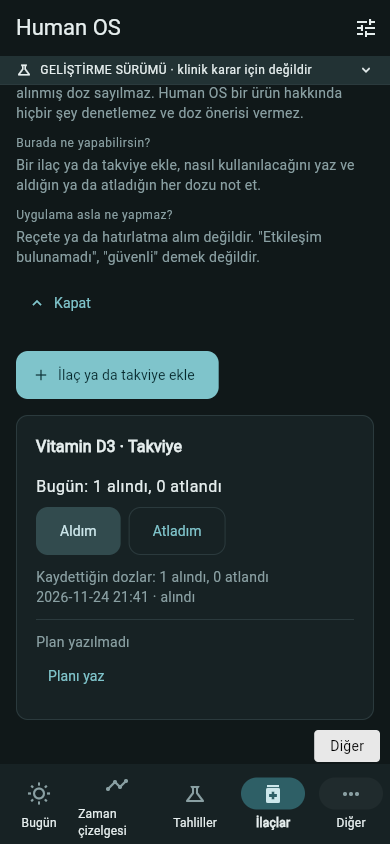 Human OS
GELİŞTİRME SÜRÜMÜ · klinik karar için değildir
alınmış doz sayılmaz. Human OS bir ürün hakkında
hiçbir şey denetlemez ve doz önerisi vermez.
Burada ne yapabilirsin?
Bir ilaç ya da takviye ekle, nasıl kullanılacağını yaz ve
aldığın ya da atladığın her dozu not et.
Uygulama asla ne yapmaz?
Reçete ya da hatırlatma alım değildir. "Etkileşim
bulunamadı", "güvenli" demek değildir.
Kapat
İlaç ya da takviye ekle
Vitamin D3 · Takviye
Bugün: 1 alındı, 0 atlandı
Aldım
Atladım
Kaydettiğin dozlar: 1 alındı, 0 atlandı
2026-11-24 21:41 · alındı
Plan yazılmadı
Planı yaz
Diğer
Bugün
Zaman
çizelgesi
Tahliller
İlaçlar
Diğer